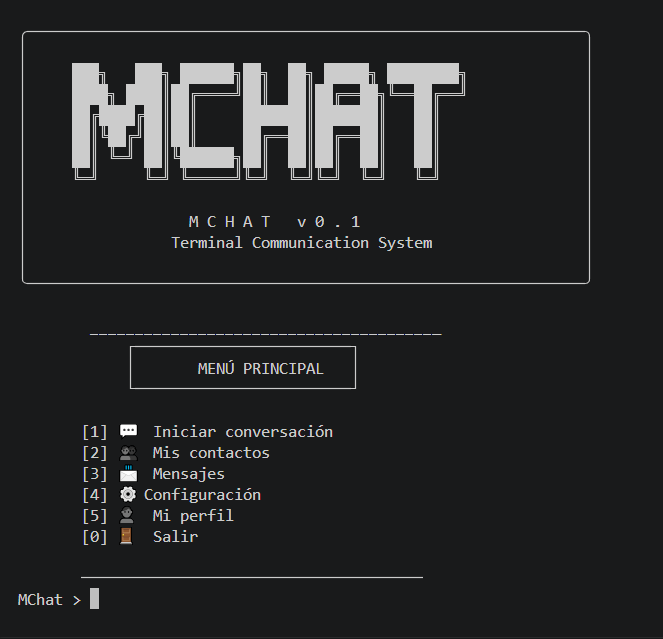 MCHAT
M C H A T   v 0 . 1
Terminal Communication System
MENÚ PRINCIPAL
[1] 💬 Iniciar conversación
[2] 👥 Mis contactos
[3] 📨 Mensajes
[4] ⚙️ Configuración
[5] 👤 Mi perfil
[0] 🚪 Salir
MChat >